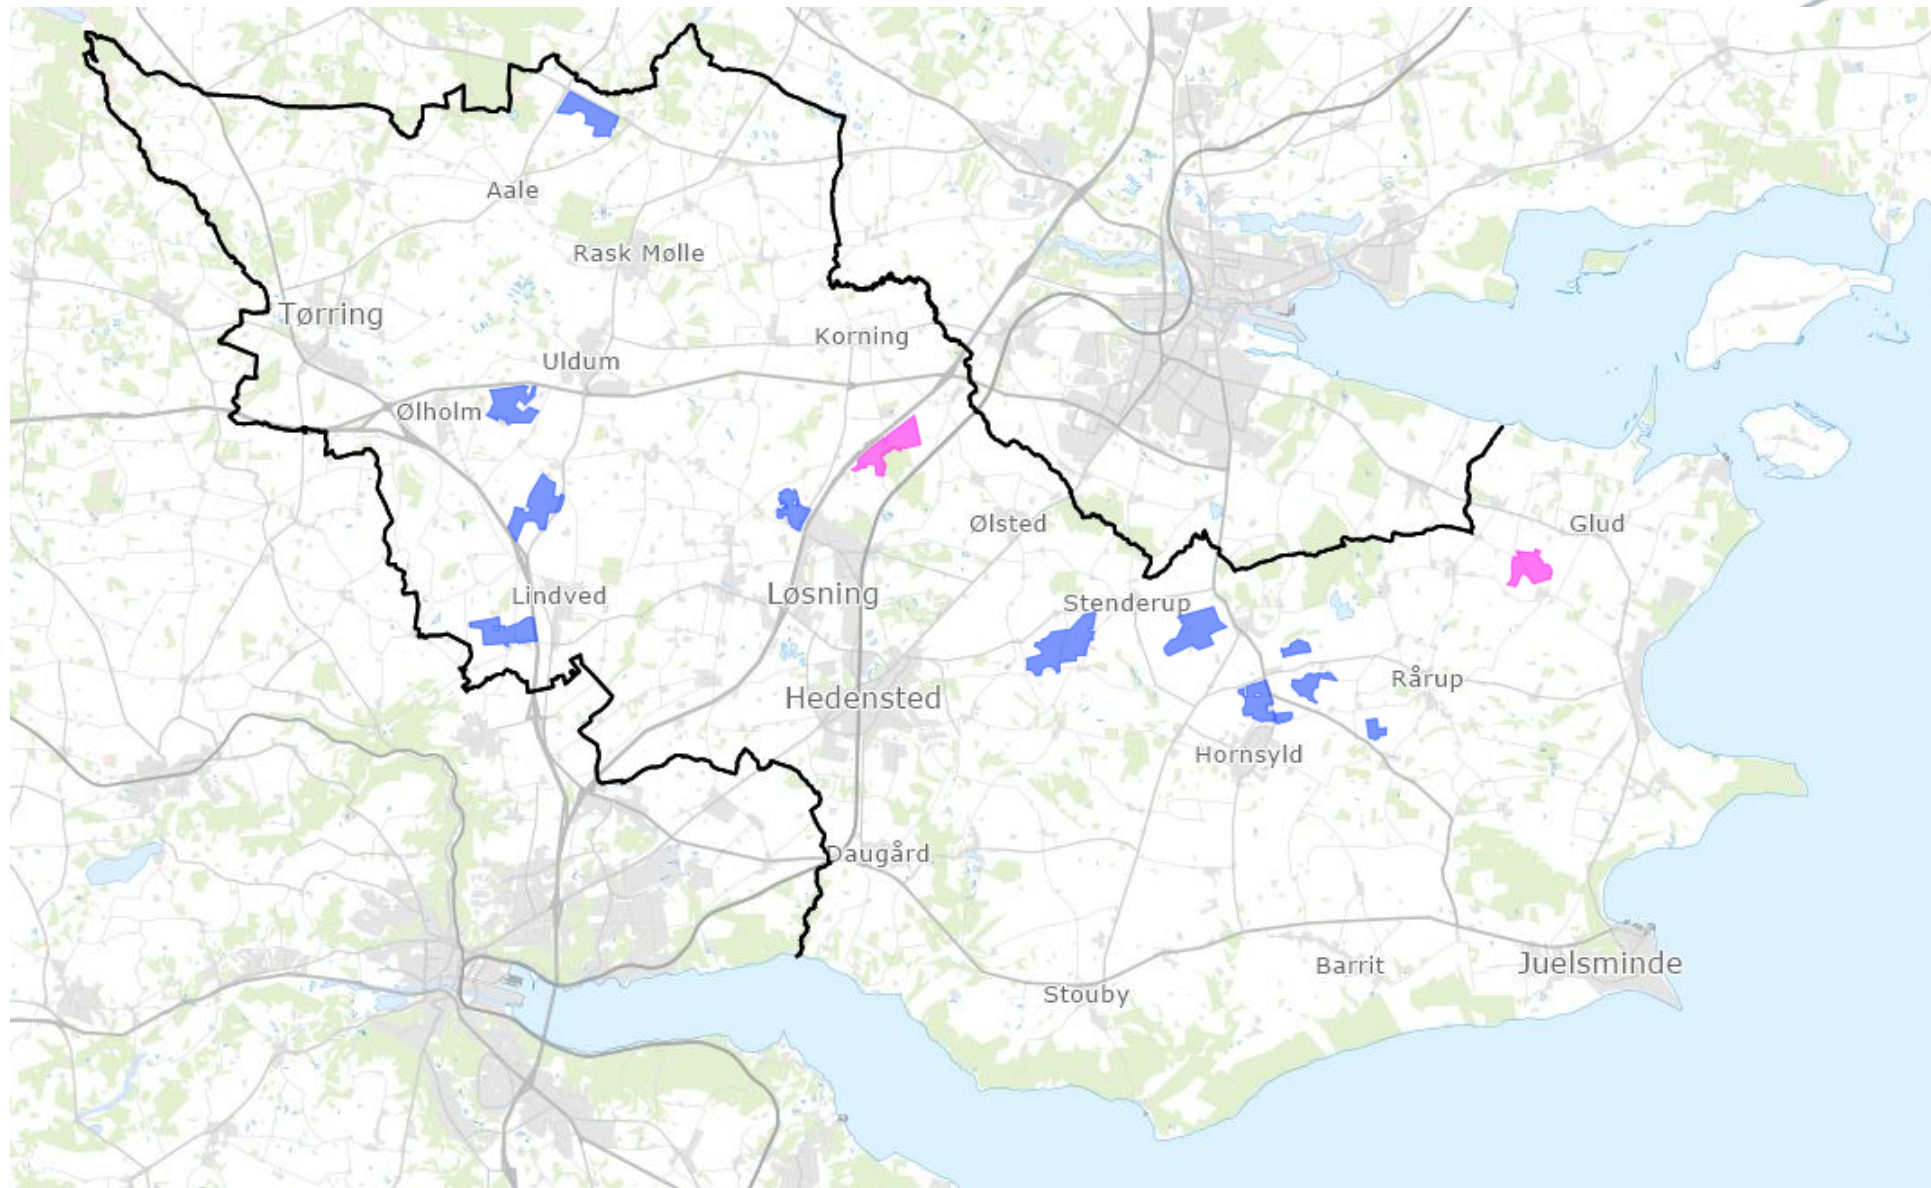 Aale
Rask Mølle
Tørring
Korning
Uldum
Ølholm
Ølsted
Glud
Lindved
Løsning
Stenderup
Rårup
Hedensted
Hornsyld
Daugård
Barrit
Juelsminde
Stouby